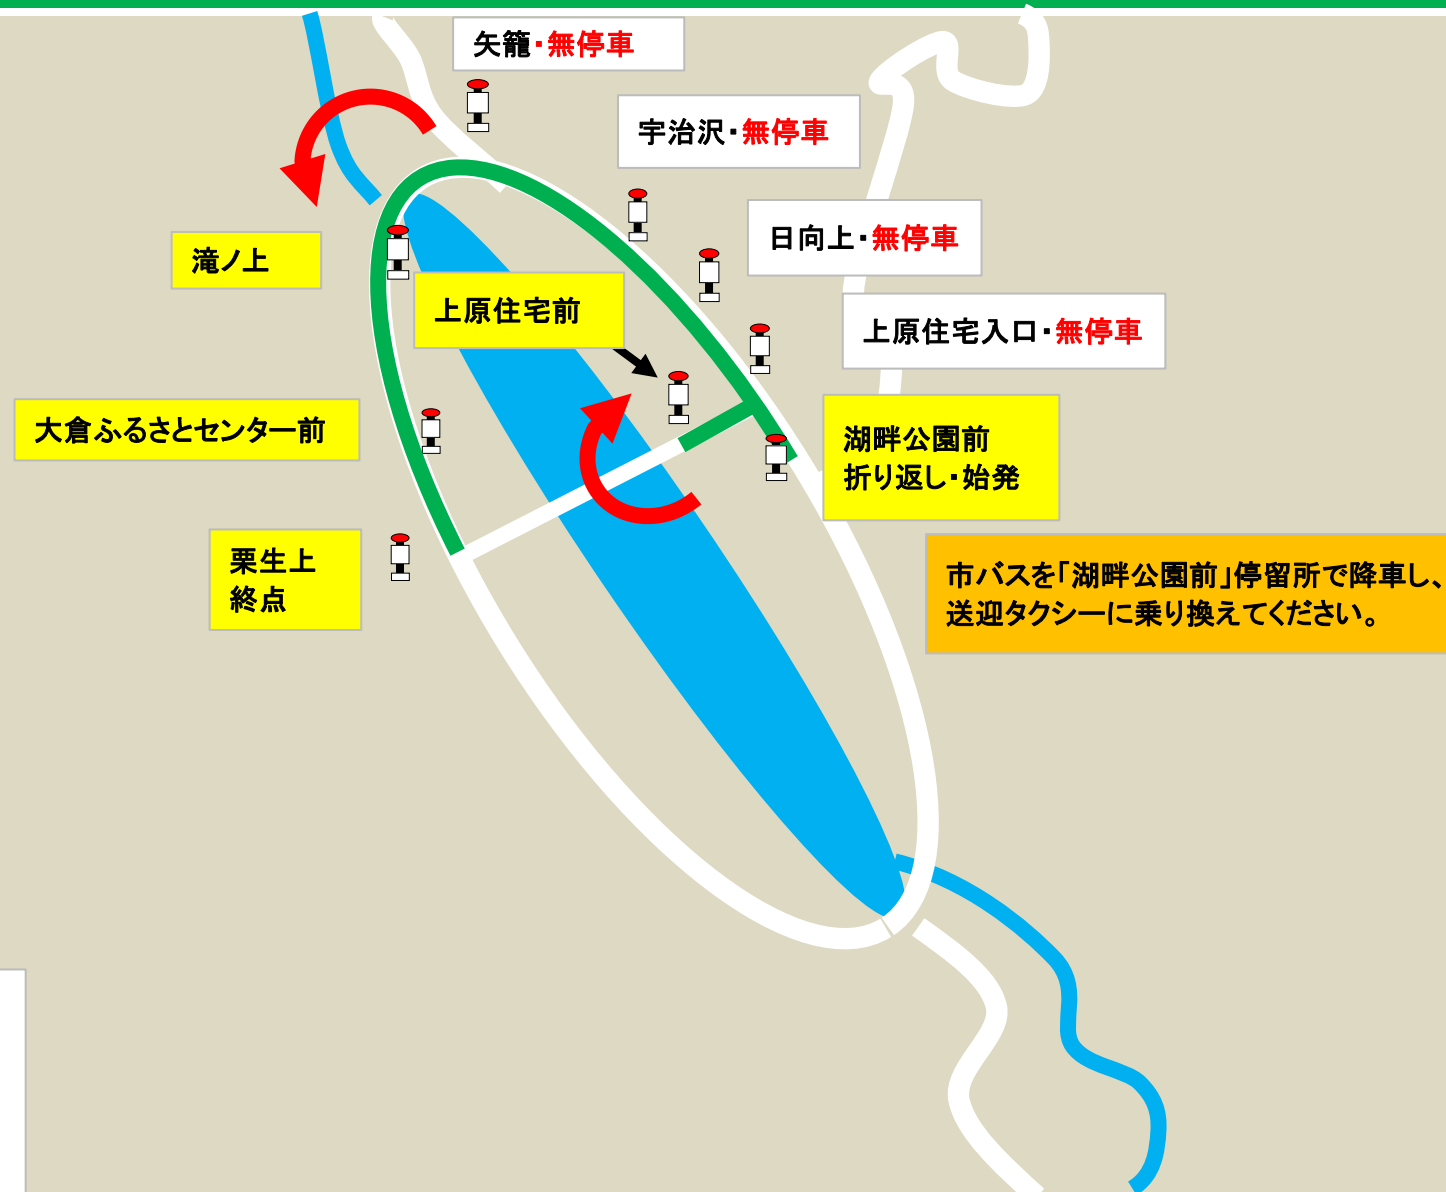 矢籠・無停車
宇治沢・無停車
日向上・無停車
滝ノ上
上原住宅前
上原住宅入口・無停車
大倉ふるさとセンター前
湖畔公園前
折り返し・始発
栗生上
終点
市バスを「湖畔公園前」停留所で降車し、
送迎タクシーに乗り換えてください。